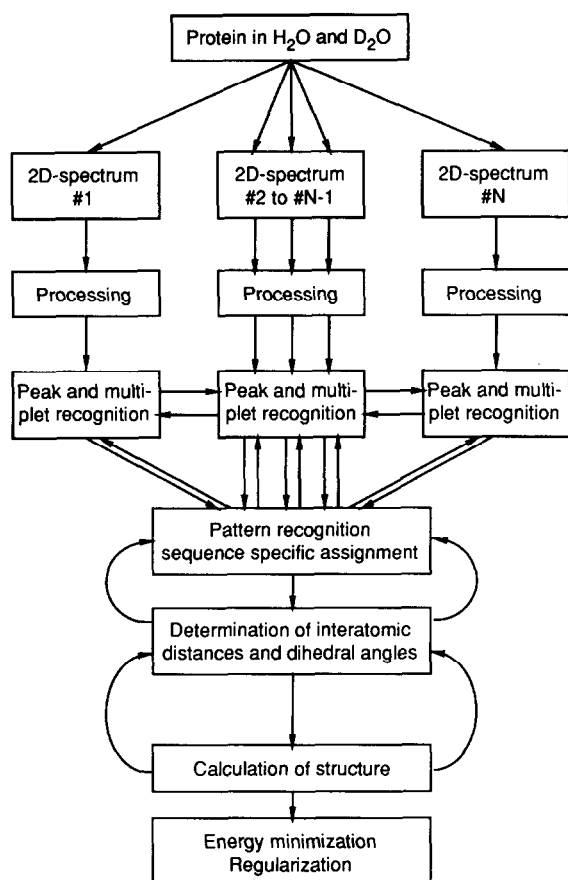 Protein in H₂O and D₂O
2D-spectrum
#1
2D-spectrum
#2 to #N-1
2D-spectrum
#N
Processing
Processing
Processing
Peak and multi-
plet recognition
Peak and multi-
plet recognition
Peak and multi-
plet recognition
Pattern recognition
sequence specific assignment
Determination of interatomic
distances and dihedral angles
Calculation of structure
Energy minimization
Regularization